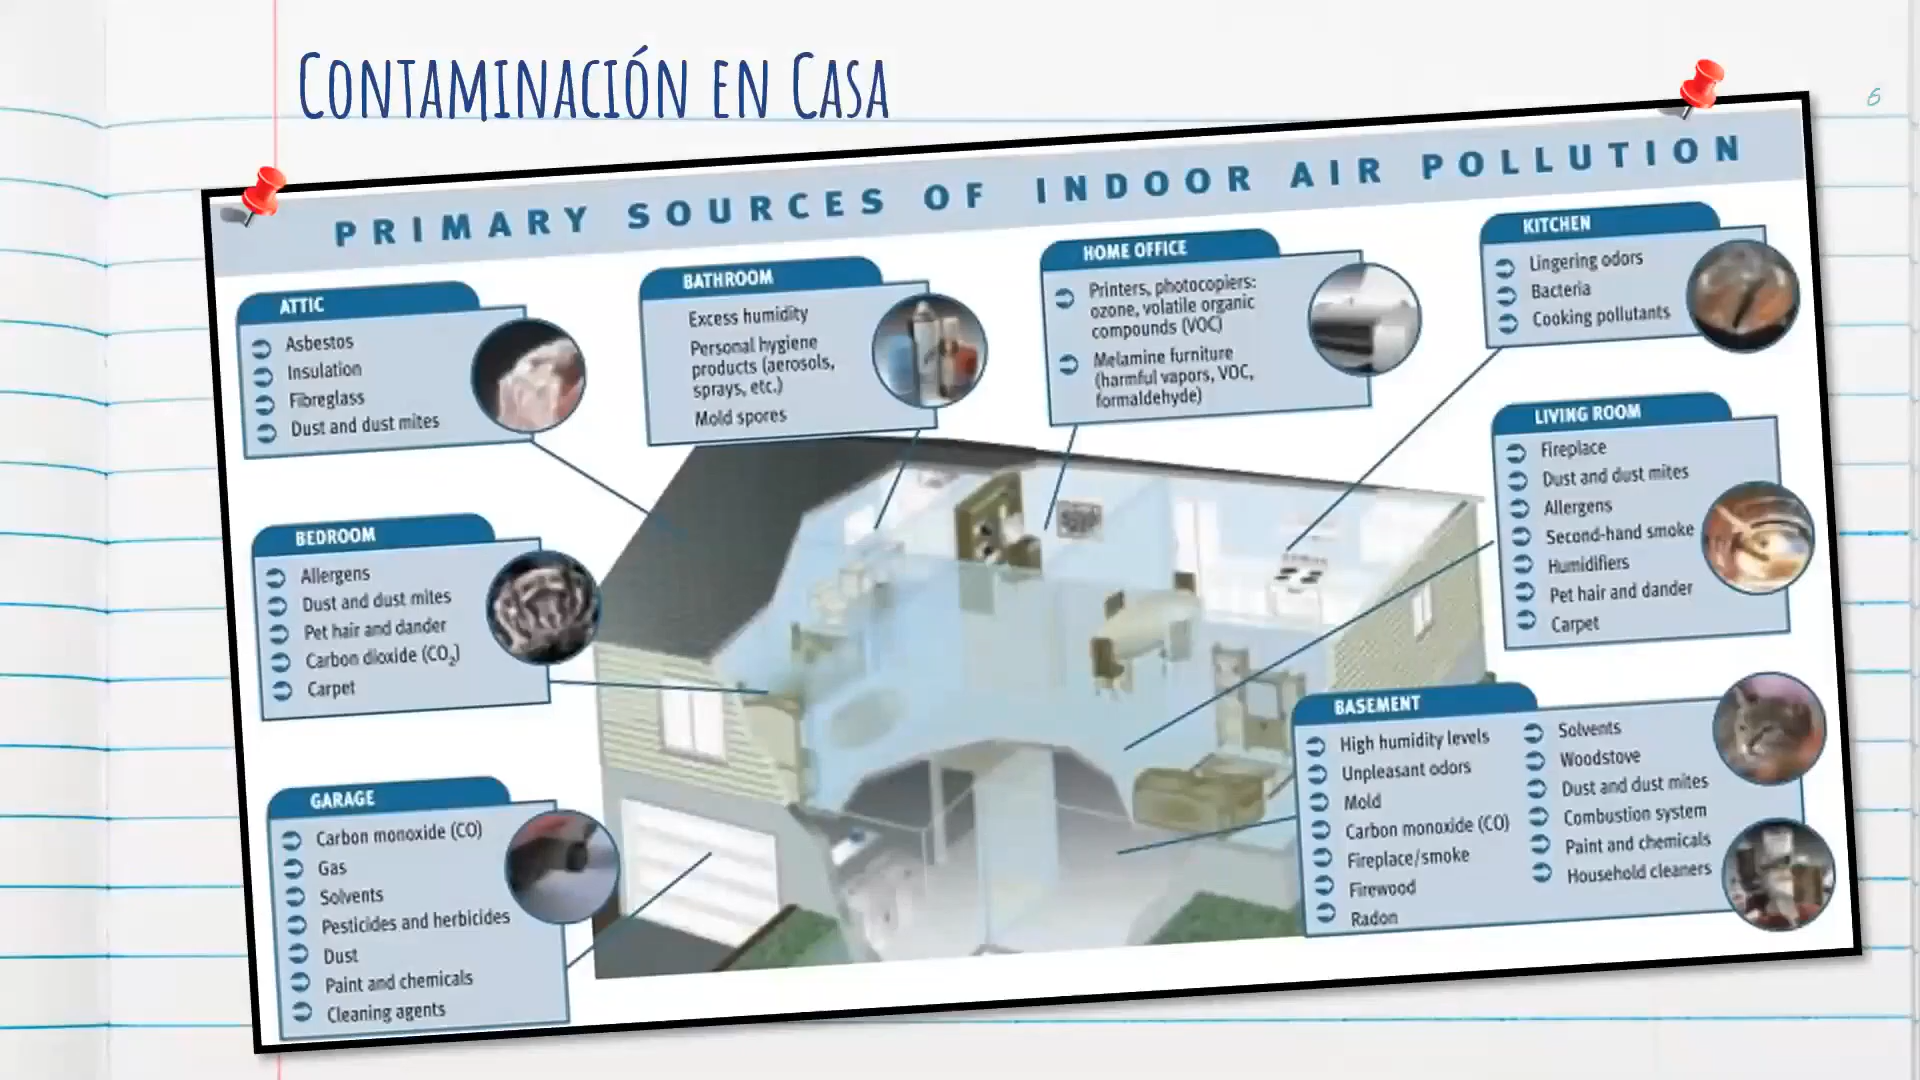 Contaminación en Casa
6
PRIMARY SOURCES OF INDOOR AIR POLLUTION
ATTIC
Asbestos
Insulation
Fibreglass
Dust and dust mites
BATHROOM
Excess humidity
Personal hygiene
products (aerosols,
sprays, etc.)
Mold spores
HOME OFFICE
Printers, photocopiers:
ozone, volatile organic
compounds (VOC)
Melamine furniture
(harmful vapors, VOC,
formaldehyde)
KITCHEN
Lingering odors
Bacteria
Cooking pollutants
LIVING ROOM
Fireplace
Dust and dust mites
Allergens
Second-hand smoke
Humidifiers
Pet hair and dander
Carpet
BEDROOM
Allergens
Dust and dust mites
Pet hair and dander
Carbon dioxide (CO₂)
Carpet
GARAGE
Carbon monoxide (CO)
Gas
Solvents
Pesticides and herbicides
Dust
Paint and chemicals
Cleaning agents
BASEMENT
High humidity levels
Unpleasant odors
Mold
Carbon monoxide (CO)
Fireplace/smoke
Firewood
Radon
Solvents
Woodstove
Dust and dust mites
Combustion system
Paint and chemicals
Household cleaners